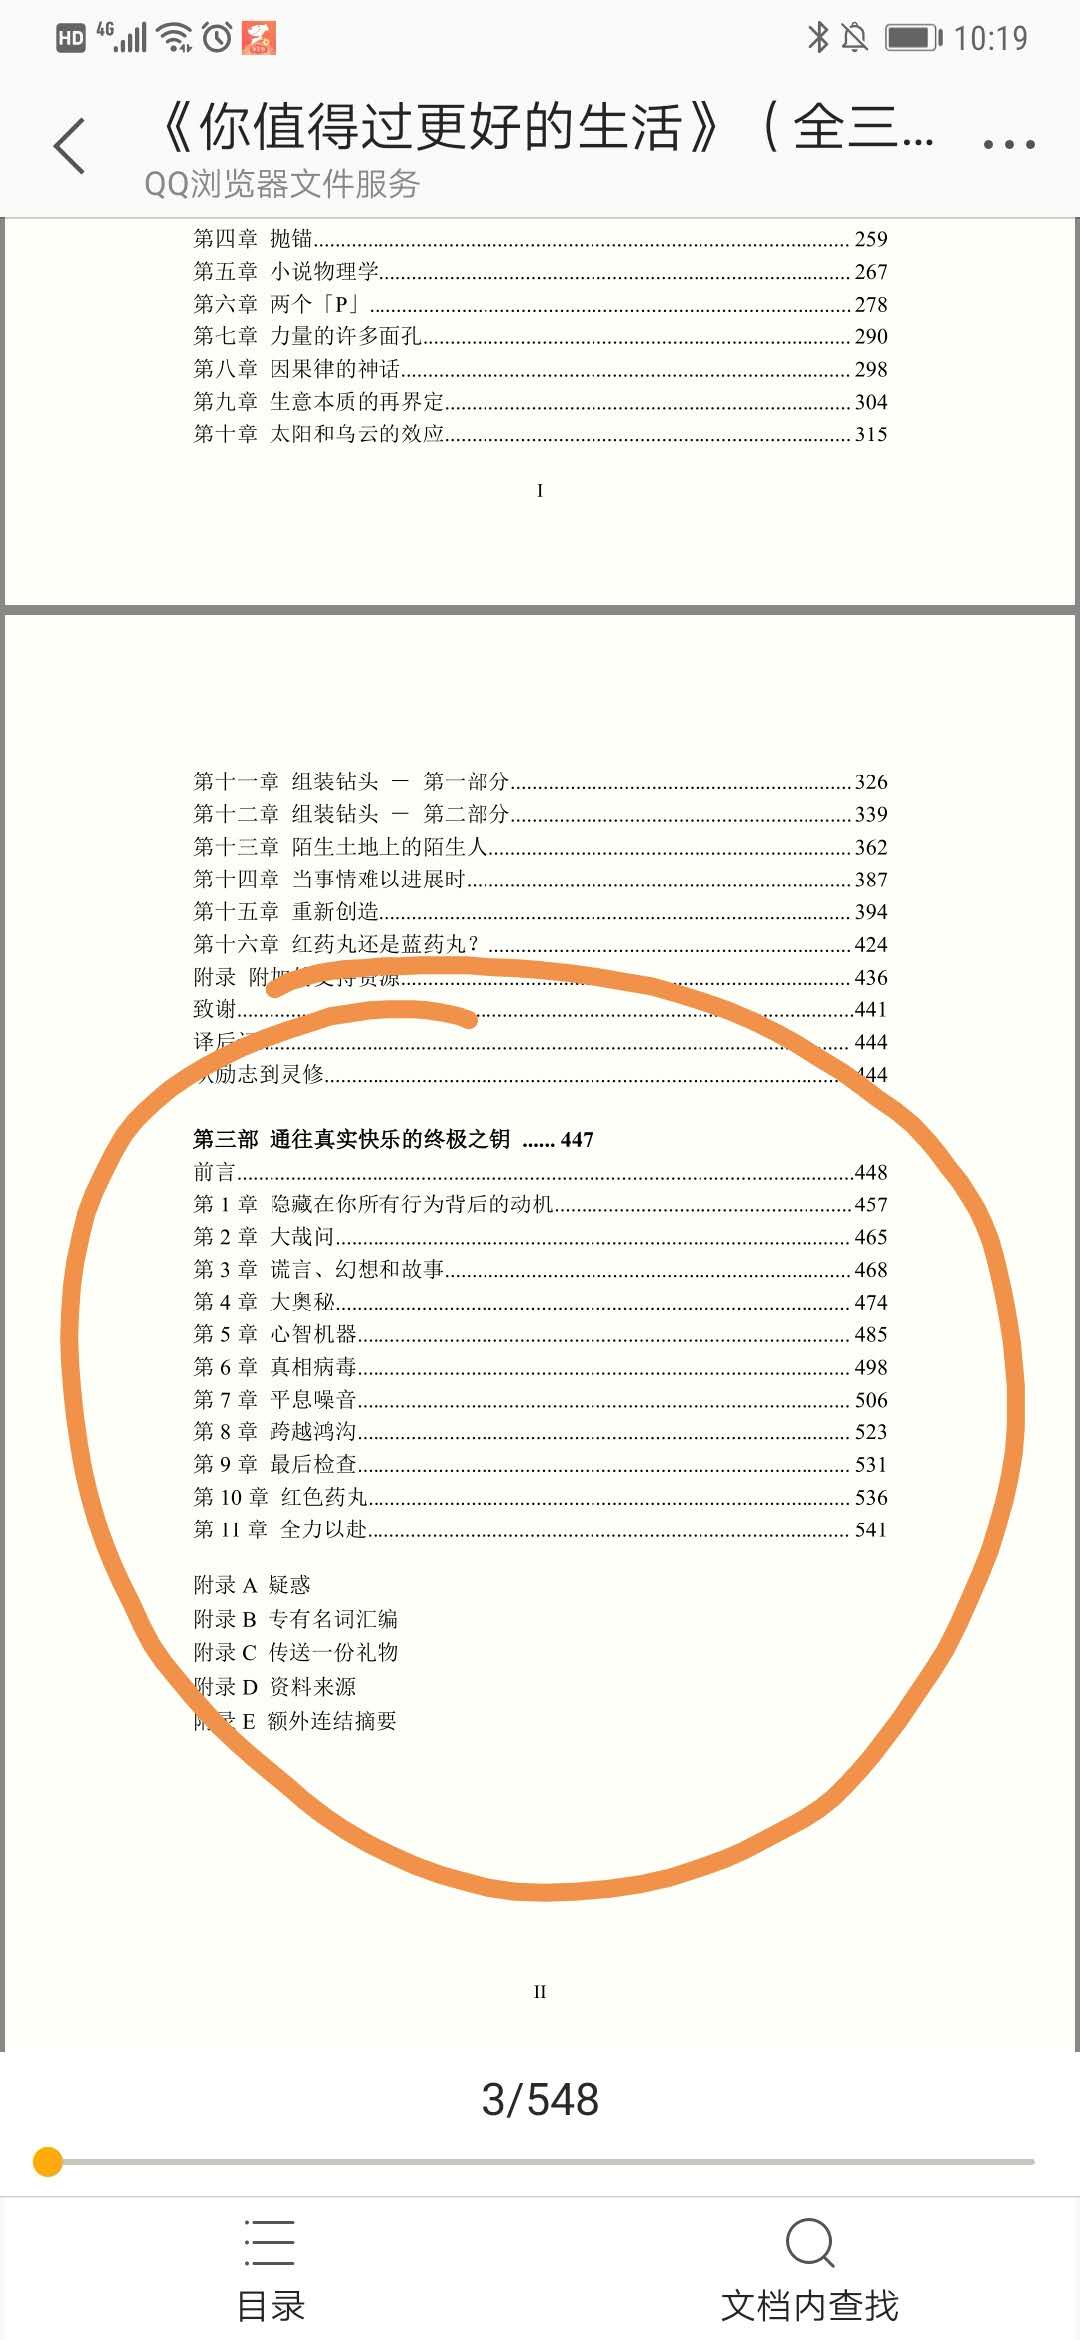 HD 4G 10:19
《你值得过更好的生活》（全三...
QQ浏览器文件服务
第四章 抛锚 259
第五章 小说物理学 267
第六章 两个「P」 278
第七章 力量的许多面孔 290
第八章 因果律的神话 298
第九章 生意本质的再界定 304
第十章 太阳和乌云的效应 315
I
第十一章 组装钻头 － 第一部分 326
第十二章 组装钻头 － 第二部分 339
第十三章 陌生土地上的陌生人 362
第十四章 当事情难以进展时 387
第十五章 重新创造 394
第十六章 红药丸还是蓝药丸？ 424
附录 附加的支持资源 436
致谢 441
译后 444
从励志到灵修 444
第三部 通往真实快乐的终极之钥 ...... 447
前言 448
第 1 章 隐藏在你所有行为背后的动机 457
第 2 章 大哉问 465
第 3 章 谎言、幻想和故事 468
第 4 章 大奥秘 474
第 5 章 心智机器 485
第 6 章 真相病毒 498
第 7 章 平息噪音 506
第 8 章 跨越鸿沟 523
第 9 章 最后检查 531
第 10 章 红色药丸 536
第 11 章 全力以赴 541
附录 A 疑惑
附录 B 专有名词汇编
附录 C 传送一份礼物
附录 D 资料来源
附录 E 额外连结摘要
II
3/548
目录 文档内查找